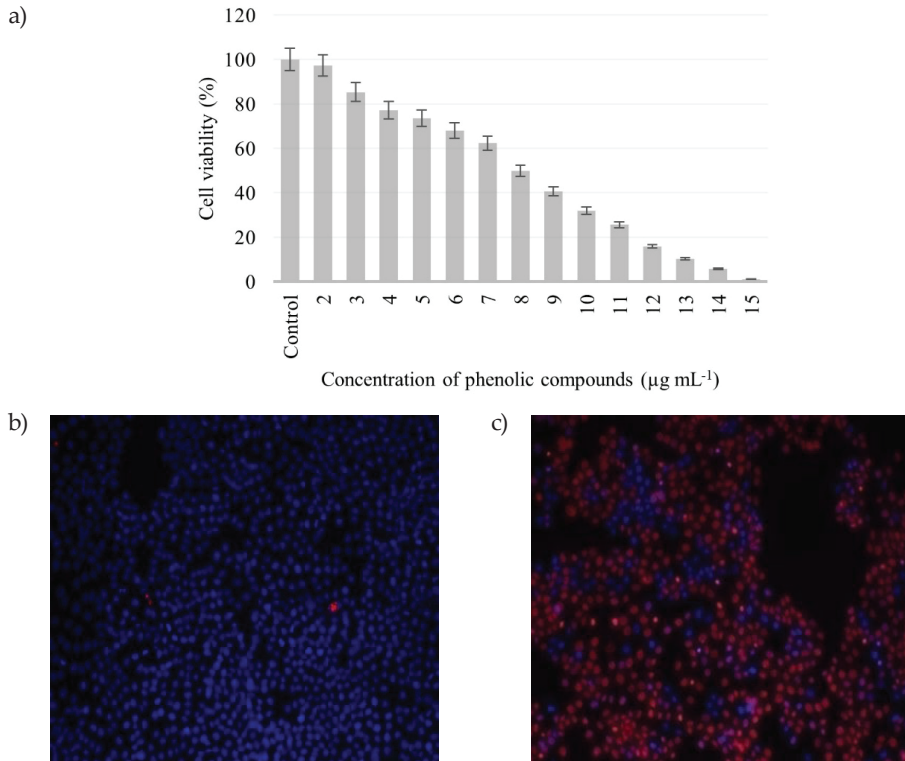 a)
120
100
80
60
40
20
0
Cell viability (%)
Control 2 3 4 5 6 7 8 9 10 11 12 13 14 15
Concentration of phenolic compounds (µg mL⁻¹)
b) c)